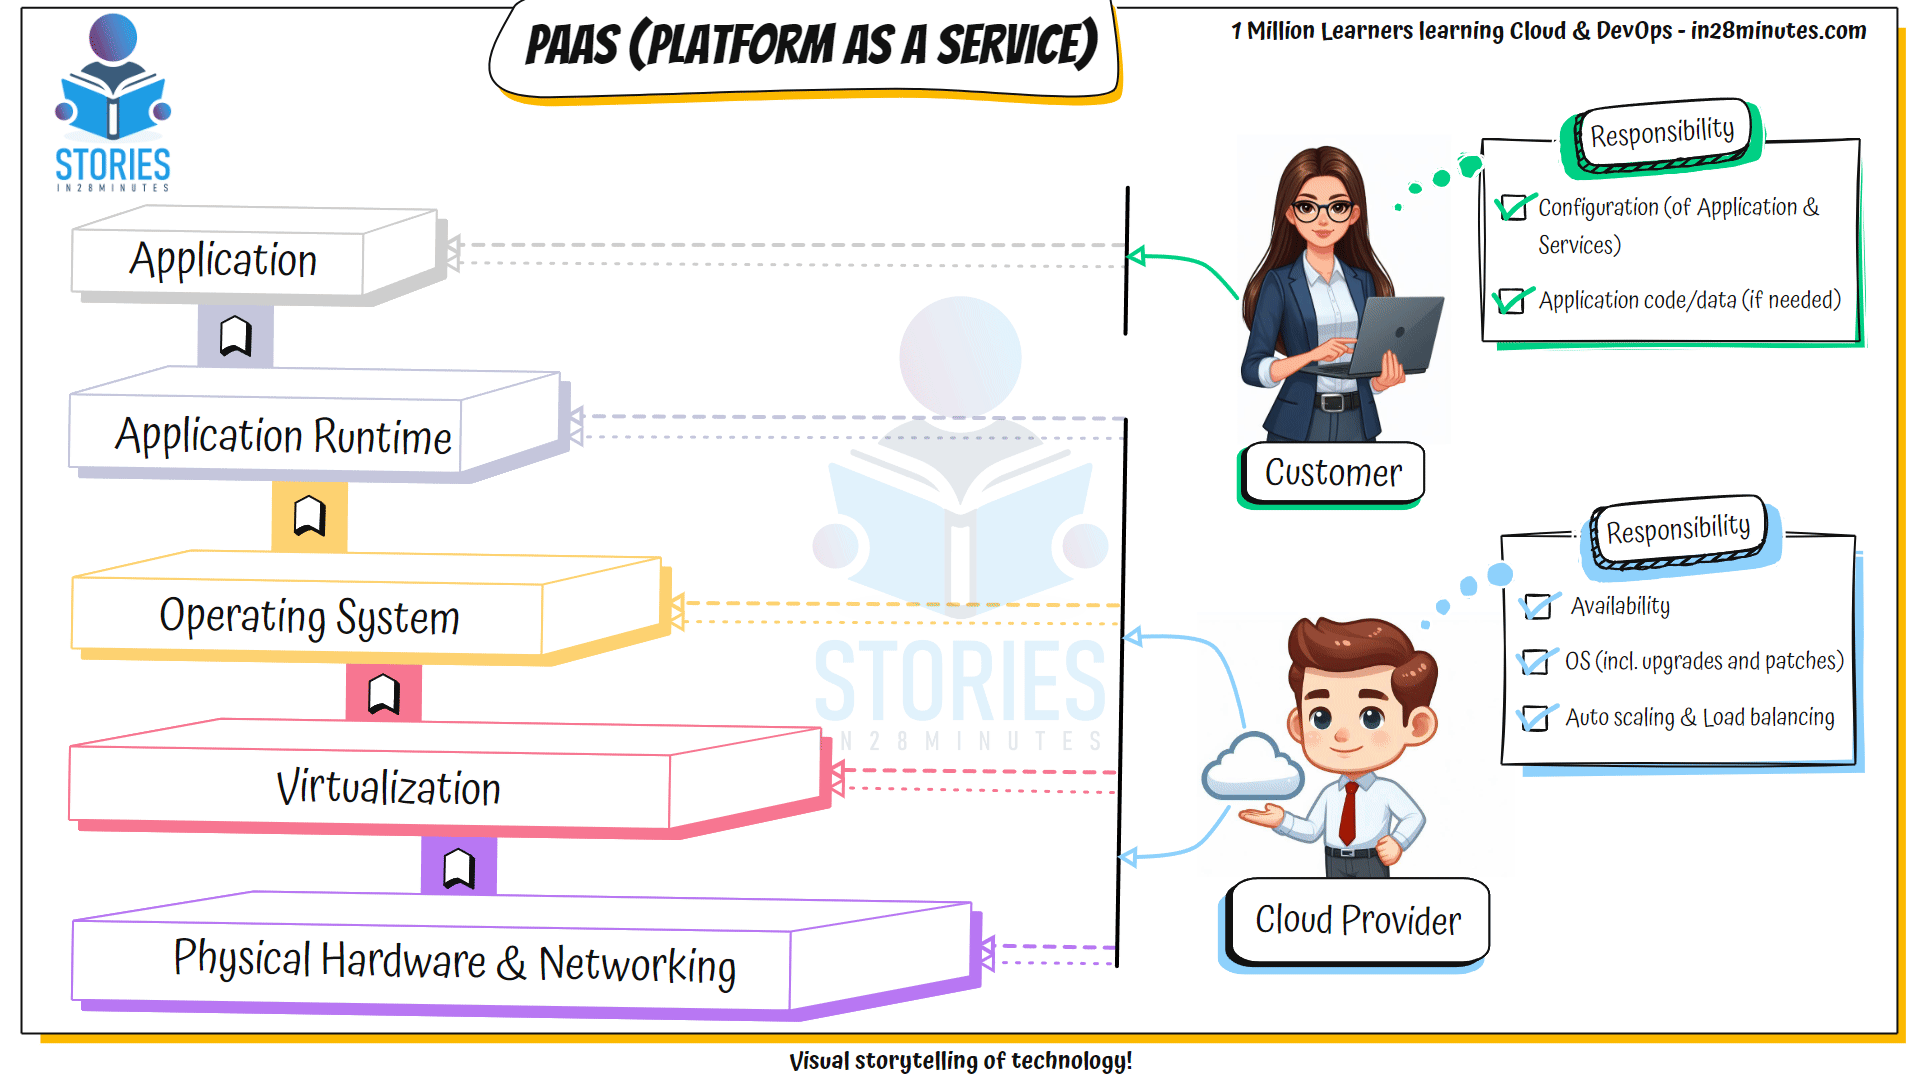 PAAS (PLATFORM AS A SERVICE)
1 Million Learners learning Cloud & DevOps - in28minutes.com
STORIES
IN28MINUTES
Application
Application Runtime
Operating System
Virtualization
Physical Hardware & Networking
STORIES
IN28MINUTES
Responsibility
Configuration (of Application &
Services)
Application code/data (if needed)
Customer
Responsibility
Availability
OS (incl. upgrades and patches)
Auto scaling & Load balancing
Cloud Provider
Visual storytelling of technology!